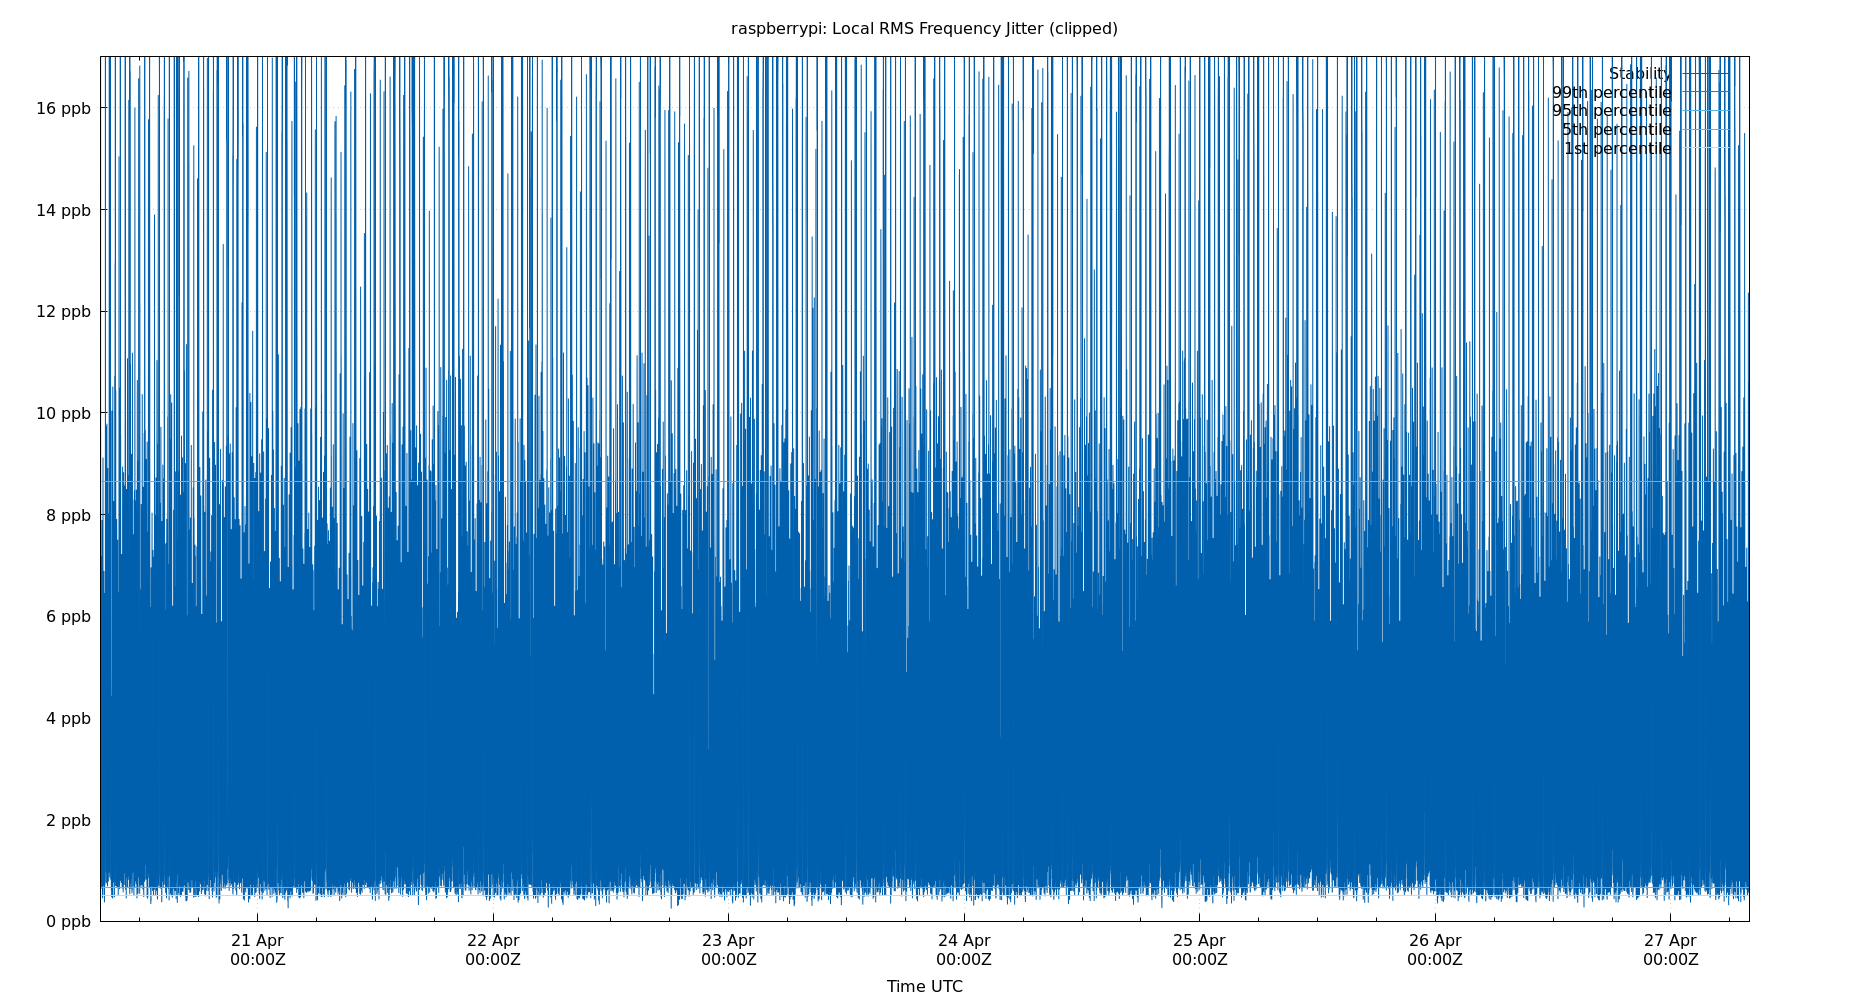 raspberrypi: Local RMS Frequency Jitter (clipped)
Stability
99th percentile
95th percentile
5th percentile
1st percentile
16 ppb
14 ppb
12 ppb
10 ppb
8 ppb
6 ppb
4 ppb
2 ppb
0 ppb
21 Apr 22 Apr 23 Apr 24 Apr 25 Apr 26 Apr 27 Apr
00:00Z 00:00Z 00:00Z 00:00Z 00:00Z 00:00Z 00:00Z
Time UTC